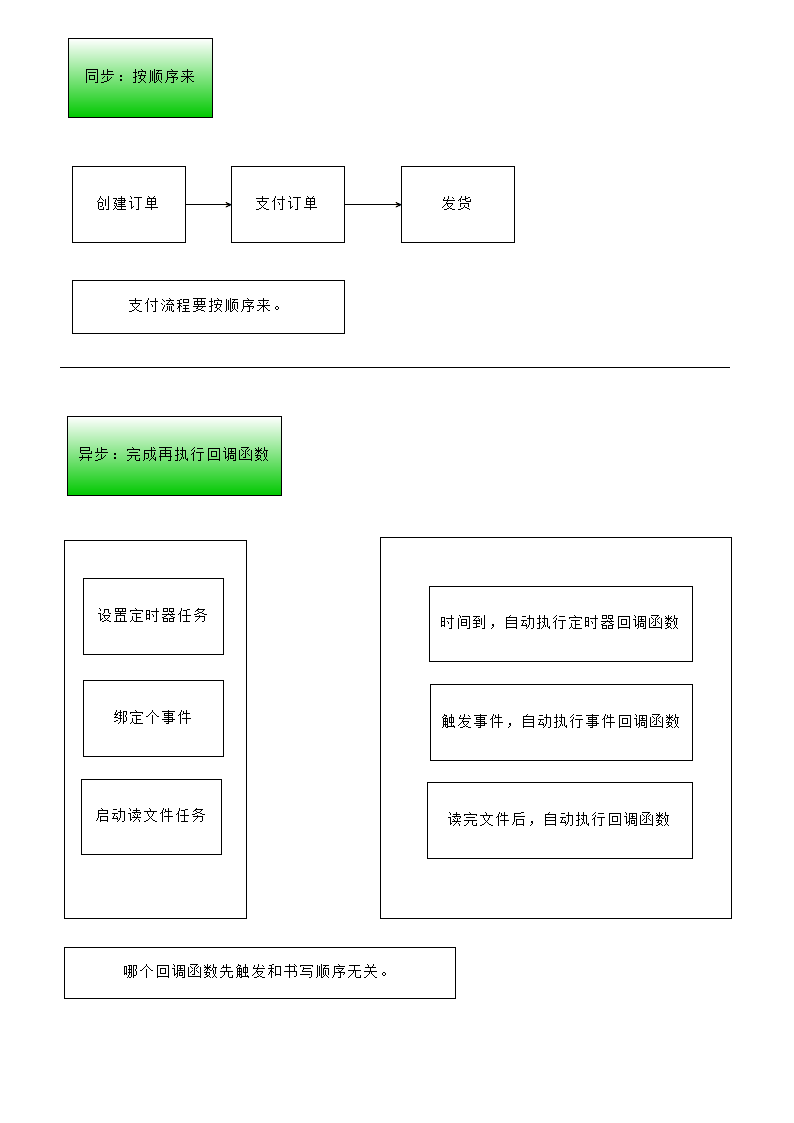 同步：按顺序来
创建订单
支付订单
发货
支付流程要按顺序来。
异步：完成再执行回调函数
设置定时器任务
绑定个事件
启动读文件任务
时间到，自动执行定时器回调函数
触发事件，自动执行事件回调函数
读完文件后，自动执行回调函数
哪个回调函数先触发和书写顺序无关。